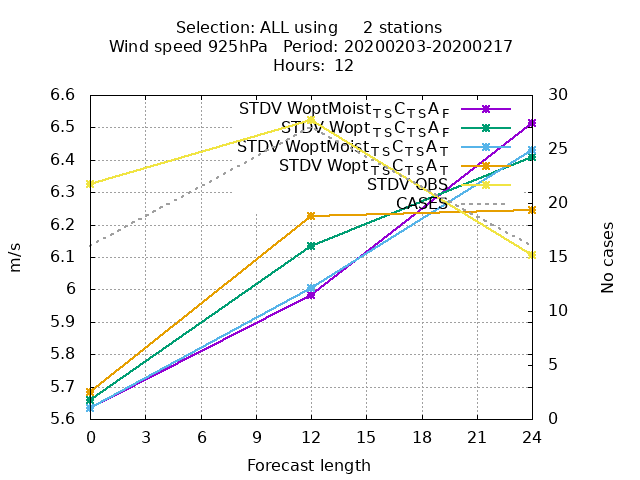 Selection: ALL using     2 stations
Wind speed 925hPa   Period: 20200203-20200217
Hours: 12
6.6
6.5
6.4
6.3
6.2
6.1
6
5.9
5.8
5.7
5.6
m/s
STDV WoptMoist_TS C_TS A_F
STDV Wopt_TS C_TS A_F
STDV WoptMoist_TS C_TS A_T
STDV Wopt_TS C_TS A_T
STDV OBS
CASES
30
25
20
15
10
5
0
No cases
0 3 6 9 12 15 18 21 24
Forecast length